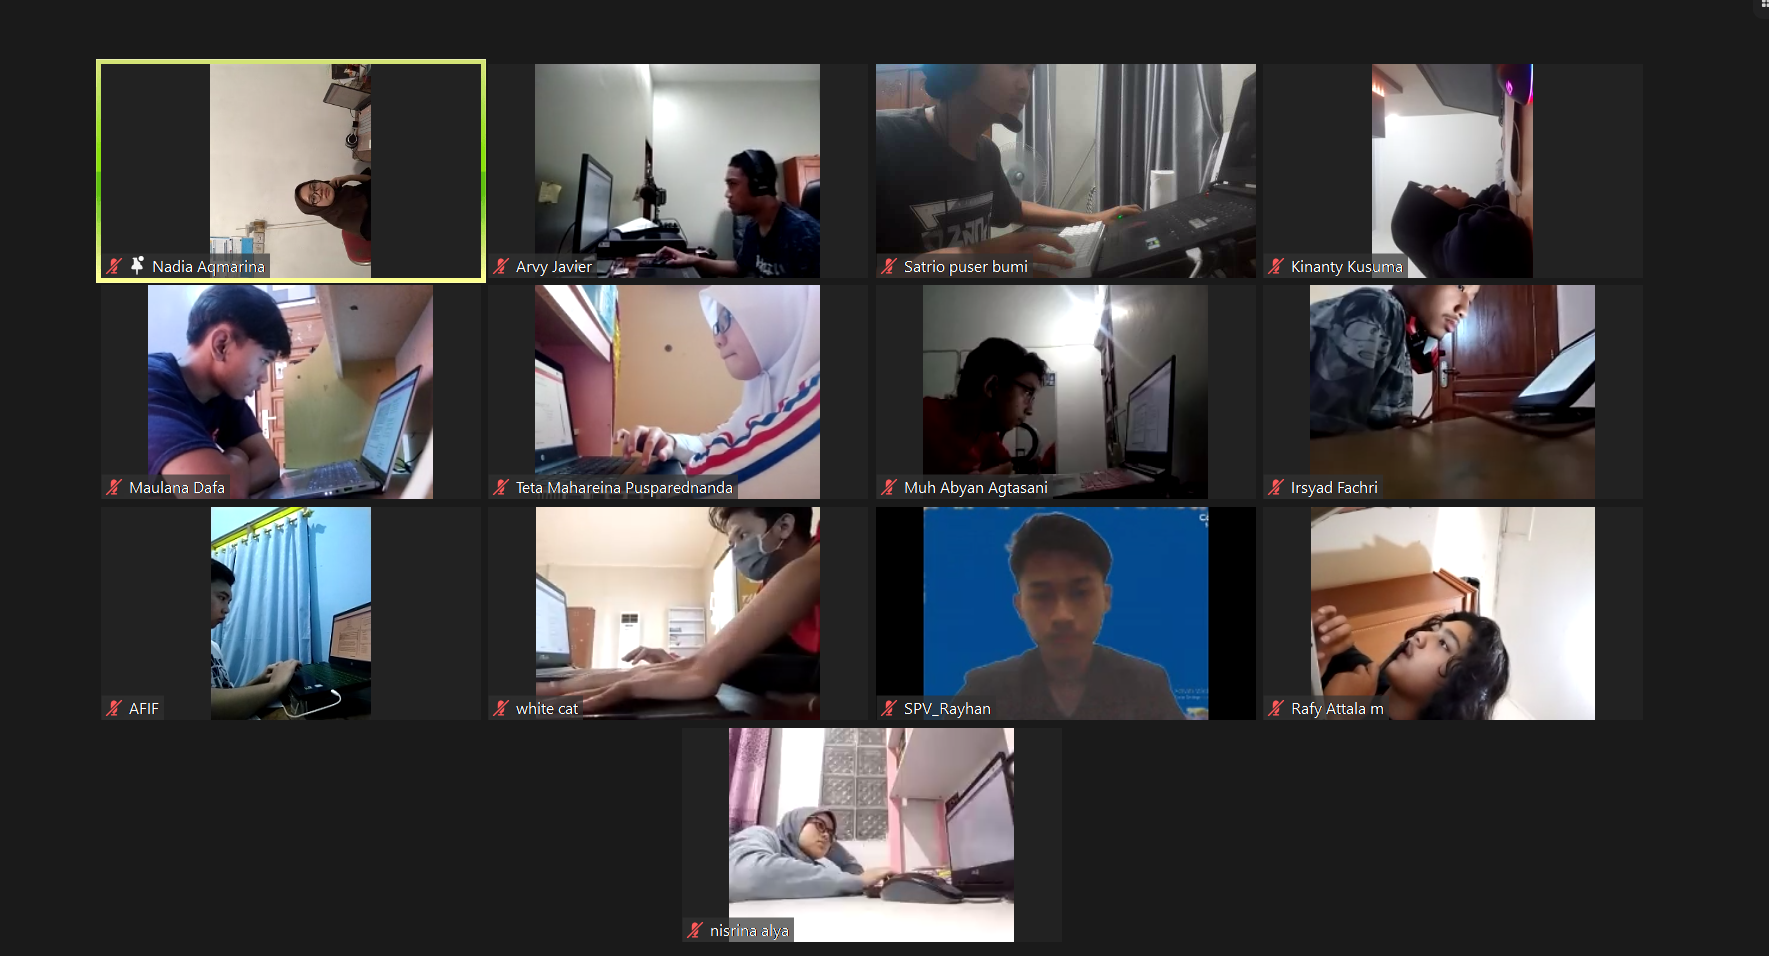 Nadia Aqmarina
Arvy Javier
Satrio puser bumi
Kinanty Kusuma
Maulana Dafa
Teta Mahareina Pusparednanda
Muh Abyan Agtasani
Irsyad Fachri
AFIF
white cat
SPV_Rayhan
Rafy Attala m
nisrina alya